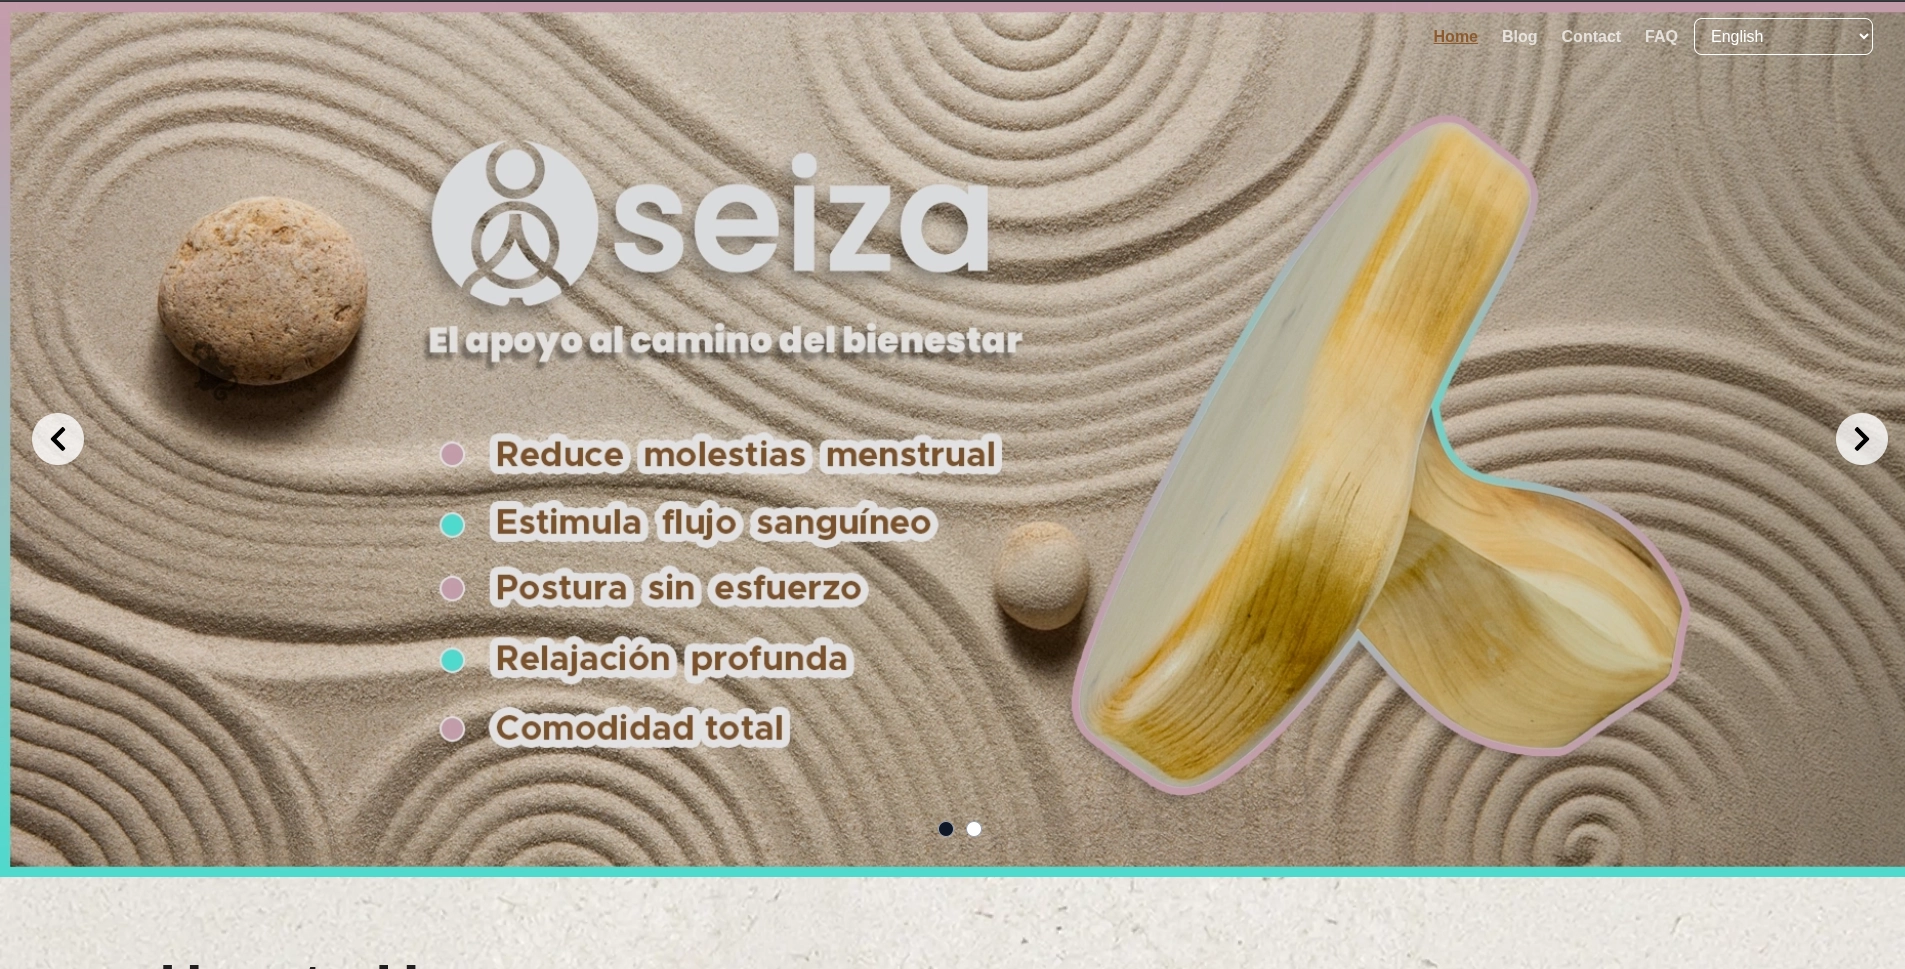 Home Blog Contact FAQ English
seiza
El apoyo al camino del bienestar
Reduce molestias menstrual
Estimula flujo sanguíneo
Postura sin esfuerzo
Relajación profunda
Comodidad total